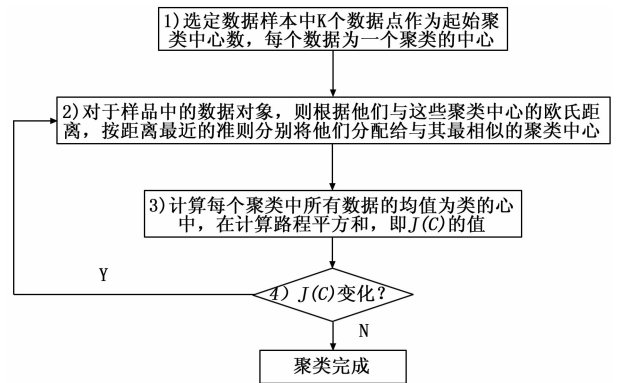 1)选定数据样本中K个数据点作为起始聚
类中心数，每个数据为一个聚类的中心
2)对于样品中的数据对象，则根据他们与这些聚类中心的欧氏距
离，按距离最近的准则分别将他们分配给与其最相似的聚类中心
3)计算每个聚类中所有数据的均值为类的心
中，在计算路程平方和，即J(C)的值
Y
4）J(C)变化?
N
聚类完成